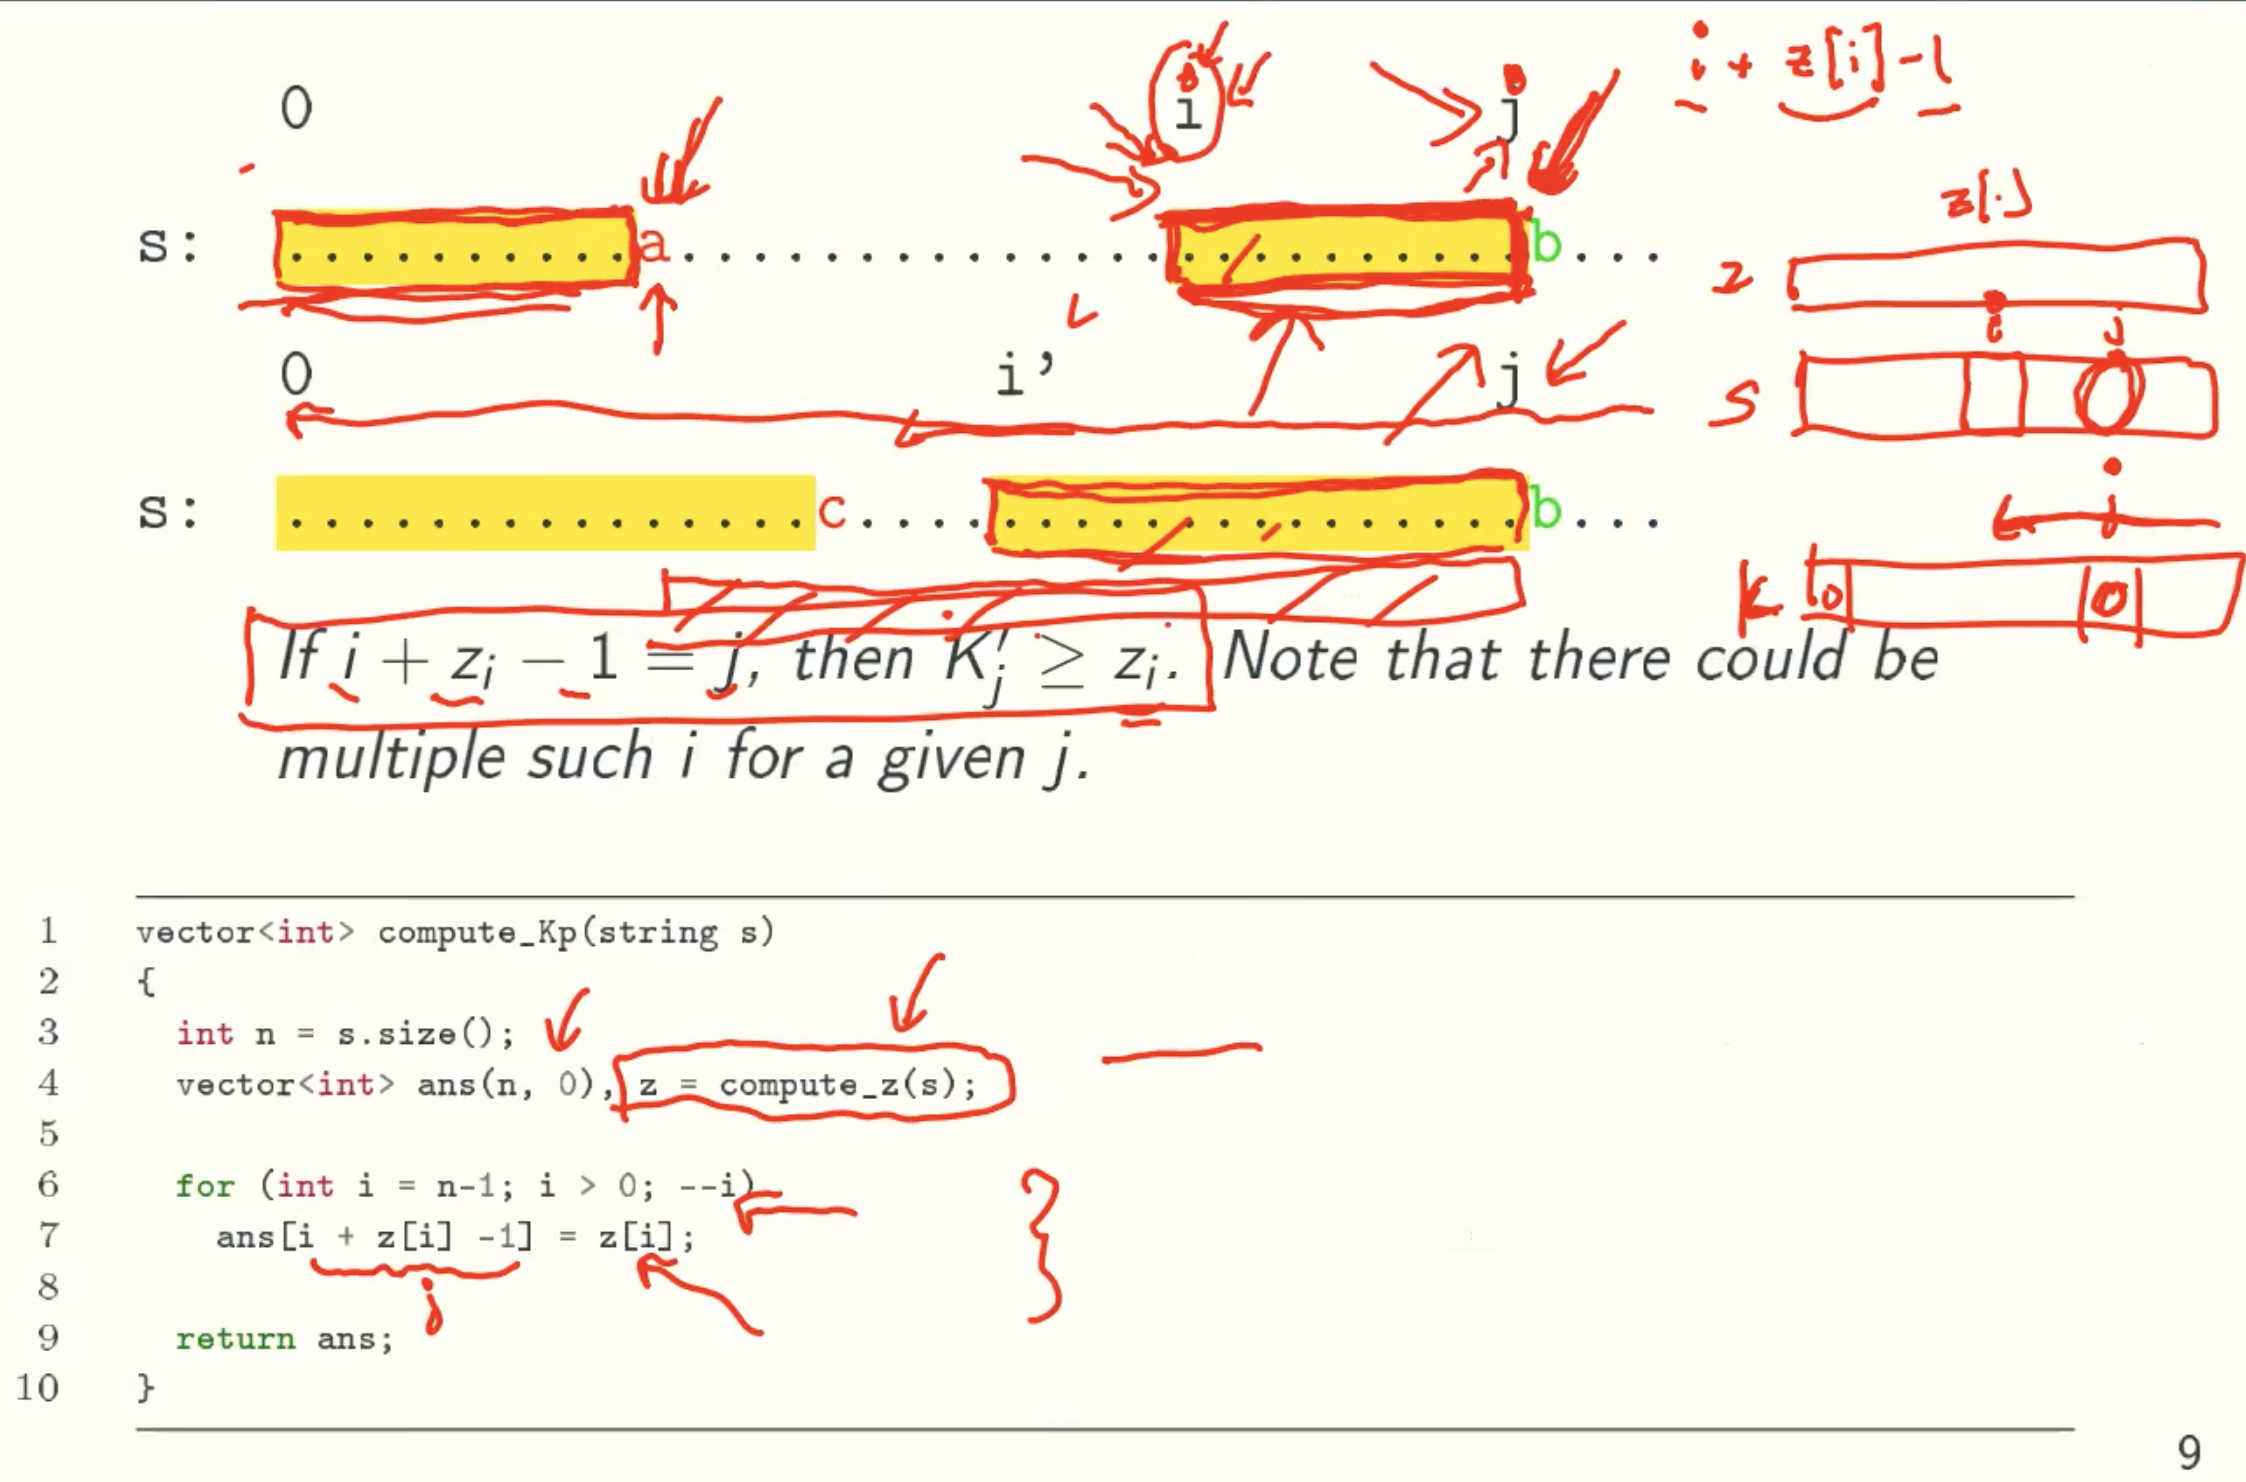 0 i j i + z[i] - 1
s: ..........a.............. ..........b... z[.]
z
i j
0 i' j
s
s: ...............c.... ...............b...
j
k 0 0
If i + z_i − 1 = j, then K'_j ≥ z_i. Note that there could be
multiple such i for a given j.
1 vector<int> compute_Kp(string s)
2 {
3 int n = s.size();
4 vector<int> ans(n, 0), z = compute_z(s);
5
6 for (int i = n-1; i > 0; --i)
7 ans[i + z[i] -1] = z[i];
8 j
9 return ans;
10 }
9